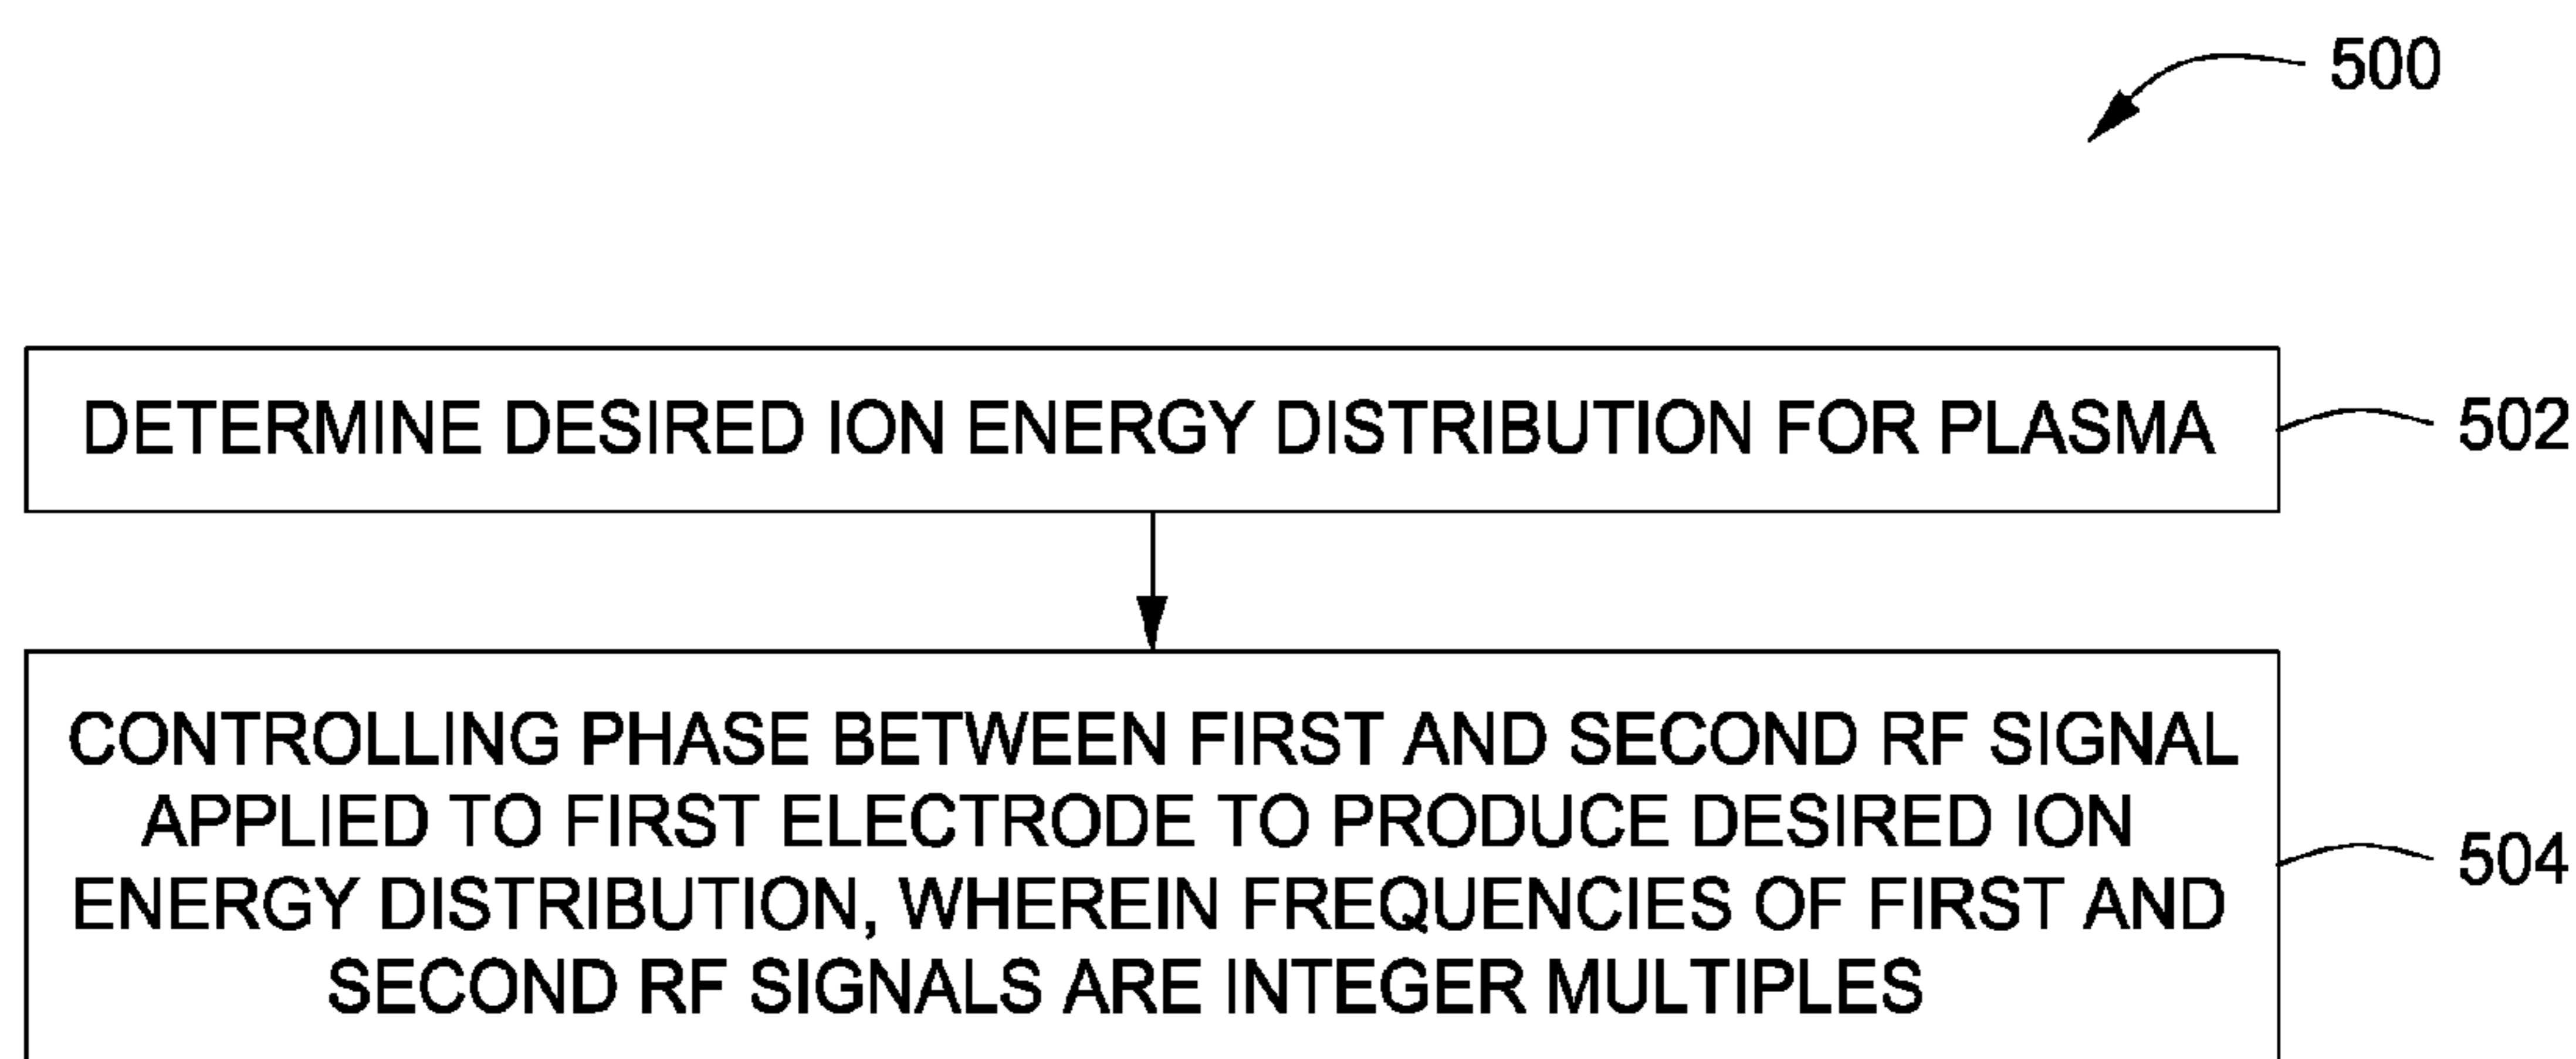 500
DETERMINE DESIRED ION ENERGY DISTRIBUTION FOR PLASMA
502
CONTROLLING PHASE BETWEEN FIRST AND SECOND RF SIGNAL
APPLIED TO FIRST ELECTRODE TO PRODUCE DESIRED ION
ENERGY DISTRIBUTION, WHEREIN FREQUENCIES OF FIRST AND
SECOND RF SIGNALS ARE INTEGER MULTIPLES
504